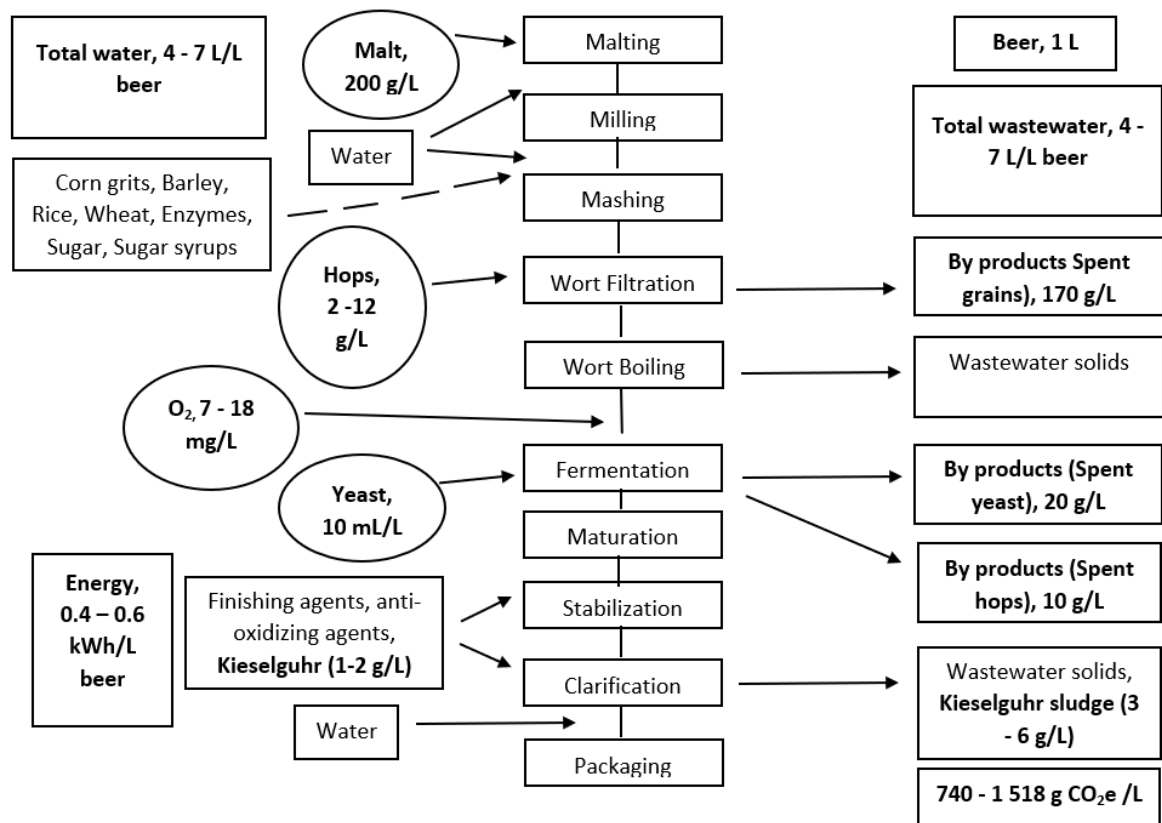 Total water, 4 - 7 L/L
beer
Malt,
200 g/L
Malting
Beer, 1 L
Milling
Total wastewater, 4 -
7 L/L beer
Water
Corn grits, Barley,
Rice, Wheat, Enzymes,
Sugar, Sugar syrups
Mashing
Hops,
2 -12
g/L
Wort Filtration
By products Spent
grains), 170 g/L
Wort Boiling
Wastewater solids
O₂, 7 - 18
mg/L
Fermentation
By products (Spent
yeast), 20 g/L
Yeast,
10 mL/L
Maturation
By products (Spent
hops), 10 g/L
Energy,
0.4 – 0.6
kWh/L
beer
Finishing agents, anti-
oxidizing agents,
Kieselguhr (1-2 g/L)
Stabilization
Clarification
Wastewater solids,
Kieselguhr sludge (3
- 6 g/L)
Water
Packaging
740 - 1 518 g CO₂e /L